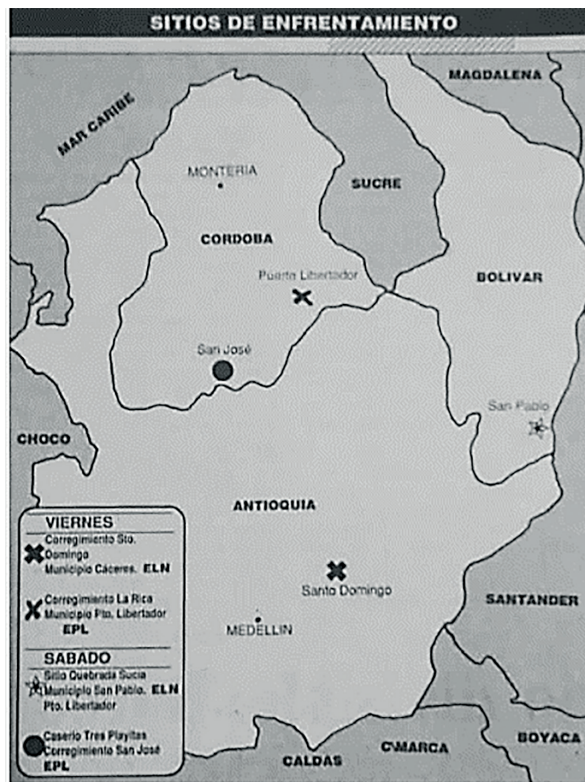 SITIOS DE ENFRENTAMIENTO
MAGDALENA
MAR CARIBE
MONTERIA
SUCRE
CORDOBA
BOLIVAR
Puerto Libertador
San José
San Pablo
CHOCO
ANTIOQUIA
Santo Domingo
MEDELLIN
SANTANDER
BOYACA
C/MARCA
CALDAS
VIERNES
Corregimiento Sto.
Domingo
Municipio Cáceres. ELN
Corregimiento La Rica
Municipio Pto. Libertador
EPL
SABADO
Sitio Quebrada Sucia
Municipio San Pablo. ELN
Pto. Libertador
Caserio Tres Playitas
Corregimiento San José
EPL